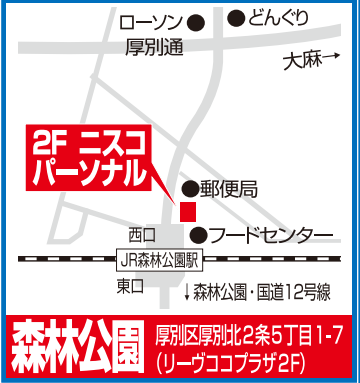 ローソン
どんぐり
厚別通
大麻→
2F ニスコ
パーソナル
郵便局
西口
フードセンター
JR森林公園駅
東口
↓森林公園・国道12号線
森林公園
厚別区厚別北2条5丁目1-7
(リーヴココプラザ2F)